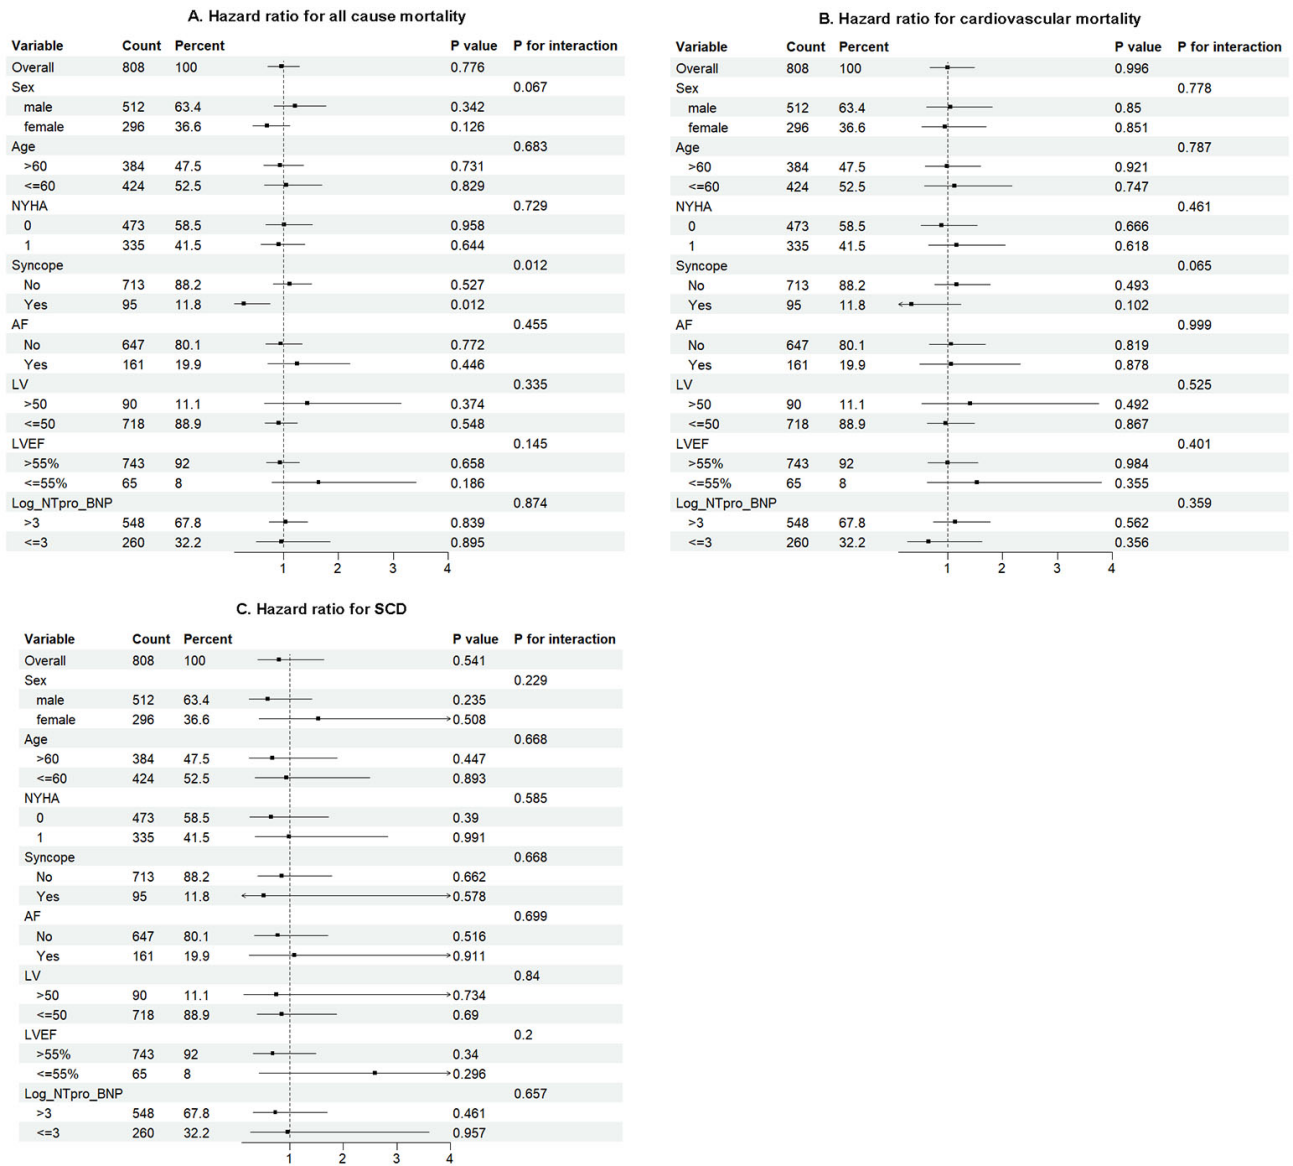 A. Hazard ratio for all cause mortality
Variable Count Percent P value P for interaction
Overall 808 100 0.776
Sex 0.067
male 512 63.4 0.342
female 296 36.6 0.126
Age 0.683
>60 384 47.5 0.731
<=60 424 52.5 0.829
NYHA 0.729
0 473 58.5 0.958
1 335 41.5 0.644
Syncope 0.012
No 713 88.2 0.527
Yes 95 11.8 0.012
AF 0.455
No 647 80.1 0.772
Yes 161 19.9 0.446
LV 0.335
>50 90 11.1 0.374
<=50 718 88.9 0.548
LVEF 0.145
>55% 743 92 0.658
<=55% 65 8 0.186
Log_NTpro_BNP 0.874
>3 548 67.8 0.839
<=3 260 32.2 0.895
1 2 3 4
B. Hazard ratio for cardiovascular mortality
Variable Count Percent P value P for interaction
Overall 808 100 0.996
Sex 0.778
male 512 63.4 0.85
female 296 36.6 0.851
Age 0.787
>60 384 47.5 0.921
<=60 424 52.5 0.747
NYHA 0.461
0 473 58.5 0.666
1 335 41.5 0.618
Syncope 0.065
No 713 88.2 0.493
Yes 95 11.8 0.102
AF 0.999
No 647 80.1 0.819
Yes 161 19.9 0.878
LV 0.525
>50 90 11.1 0.492
<=50 718 88.9 0.867
LVEF 0.401
>55% 743 92 0.984
<=55% 65 8 0.355
Log_NTpro_BNP 0.359
>3 548 67.8 0.562
<=3 260 32.2 0.356
1 2 3 4
C. Hazard ratio for SCD
Variable Count Percent P value P for interaction
Overall 808 100 0.541
Sex 0.229
male 512 63.4 0.235
female 296 36.6 0.508
Age 0.668
>60 384 47.5 0.447
<=60 424 52.5 0.893
NYHA 0.585
0 473 58.5 0.39
1 335 41.5 0.991
Syncope 0.668
No 713 88.2 0.662
Yes 95 11.8 0.578
AF 0.699
No 647 80.1 0.516
Yes 161 19.9 0.911
LV 0.84
>50 90 11.1 0.734
<=50 718 88.9 0.69
LVEF 0.2
>55% 743 92 0.34
<=55% 65 8 0.296
Log_NTpro_BNP 0.657
>3 548 67.8 0.461
<=3 260 32.2 0.957
1 2 3 4